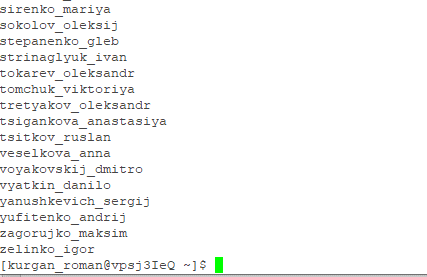 sirenko_mariya
sokolov_oleksij
stepanenko_gleb
strinaglyuk_ivan
tokarev_oleksandr
tomchuk_viktoriya
tretyakov_oleksandr
tsigankova_anastasiya
tsitkov_ruslan
veselkova_anna
voyakovskij_dmitro
vyatkin_danilo
yanushkevich_sergij
yufitenko_andrij
zagorujko_maksim
zelinko_igor
[kurgan_roman@vpsj3IeQ ~]$